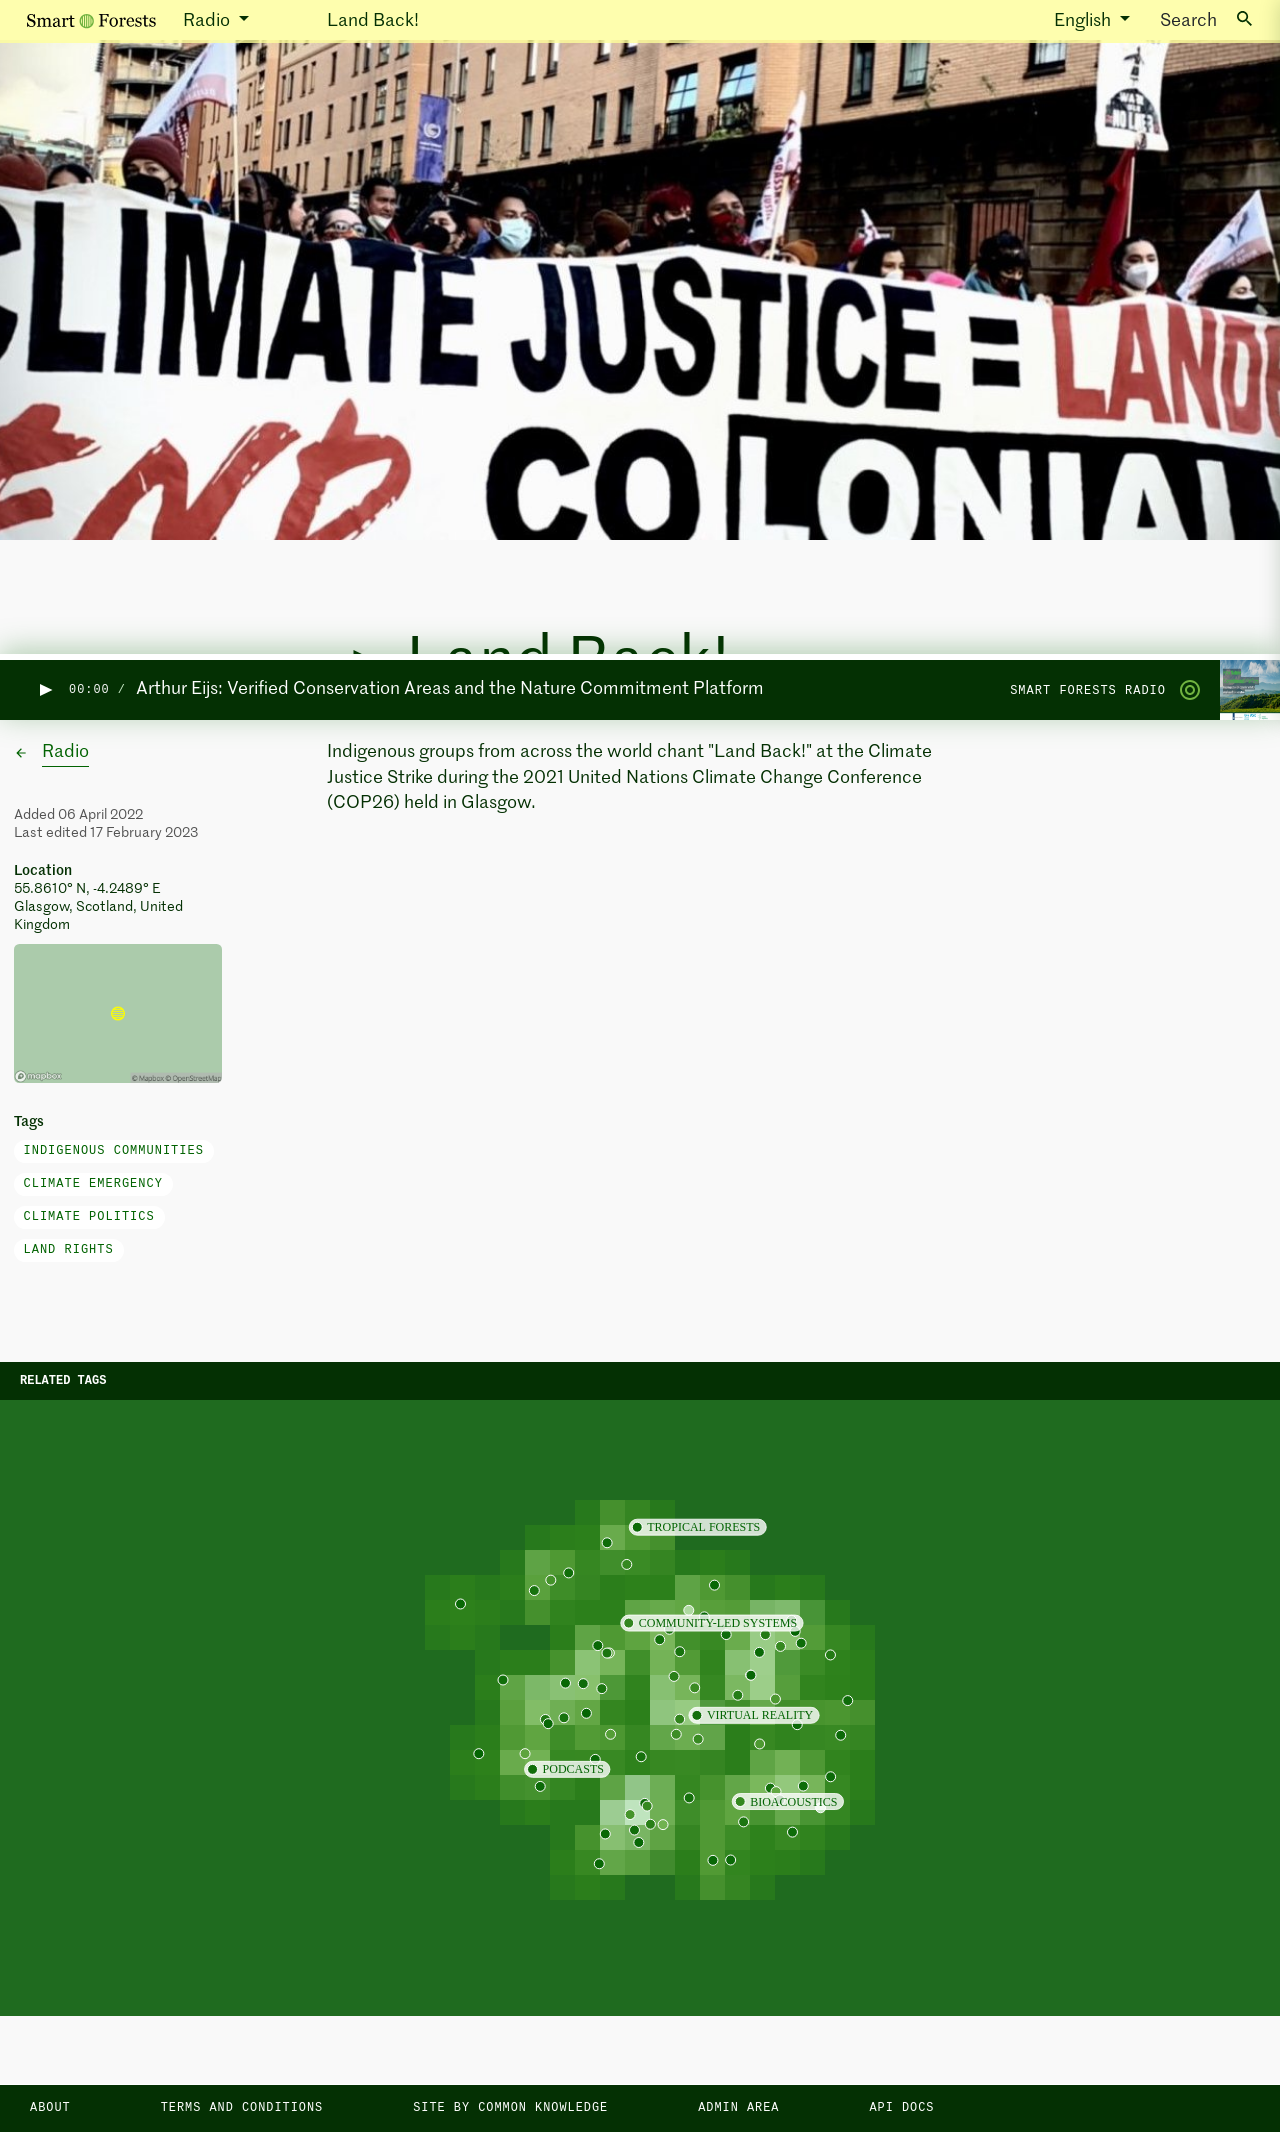 Smart Forests Radio Land Back! English Search
NO LIES
CLIMATE JUSTICE = LAND
END COLONIAL
Land Back!
00:00 / Arthur Eijs: Verified Conservation Areas and the Nature Commitment Platform SMART FORESTS RADIO
Radio
Indigenous groups from across the world chant "Land Back!" at the Climate
Justice Strike during the 2021 United Nations Climate Change Conference
(COP26) held in Glasgow.
Added 06 April 2022
Last edited 17 February 2023
Location
55.8610° N, -4.2489° E
Glasgow, Scotland, United
Kingdom
mapbox © Mapbox © OpenStreetMap
Tags
INDIGENOUS COMMUNITIES
CLIMATE EMERGENCY
CLIMATE POLITICS
LAND RIGHTS
RELATED TAGS
TROPICAL FORESTS
COMMUNITY-LED SYSTEMS
VIRTUAL REALITY
PODCASTS
BIOACOUSTICS
ABOUT TERMS AND CONDITIONS SITE BY COMMON KNOWLEDGE ADMIN AREA API DOCS